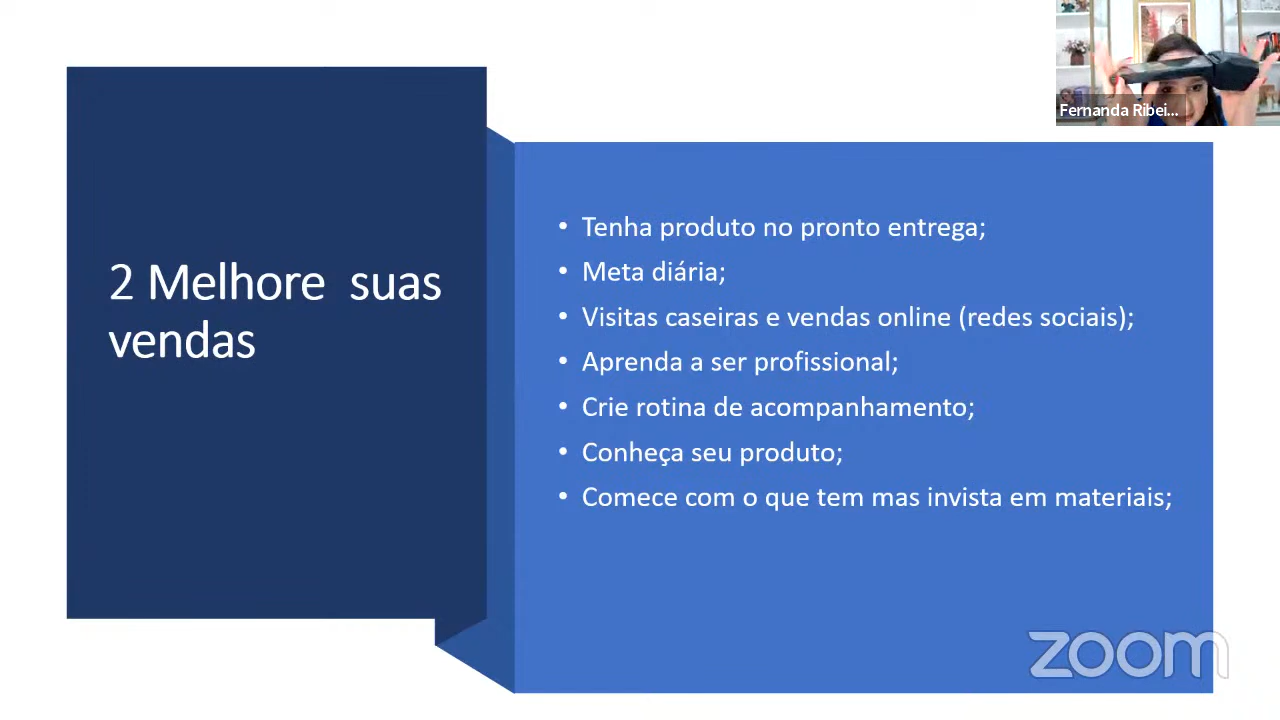 Fernanda Ribei...
2 Melhore suas
vendas
• Tenha produto no pronto entrega;
• Meta diária;
• Visitas caseiras e vendas online (redes sociais);
• Aprenda a ser profissional;
• Crie rotina de acompanhamento;
• Conheça seu produto;
• Comece com o que tem mas invista em materiais;
zoom